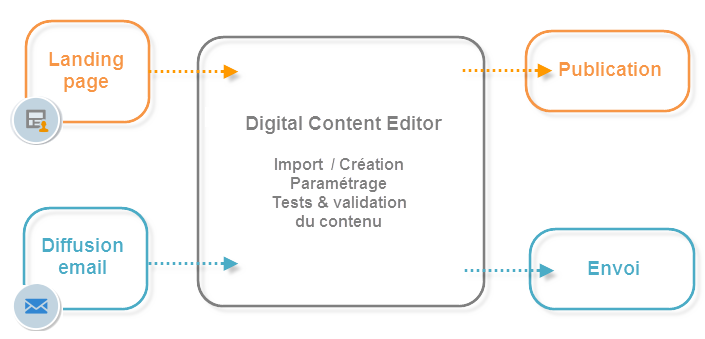 Landing
page
Publication
Digital Content Editor
Import / Création
Paramétrage
Tests & validation
du contenu
Diffusion
email
Envoi